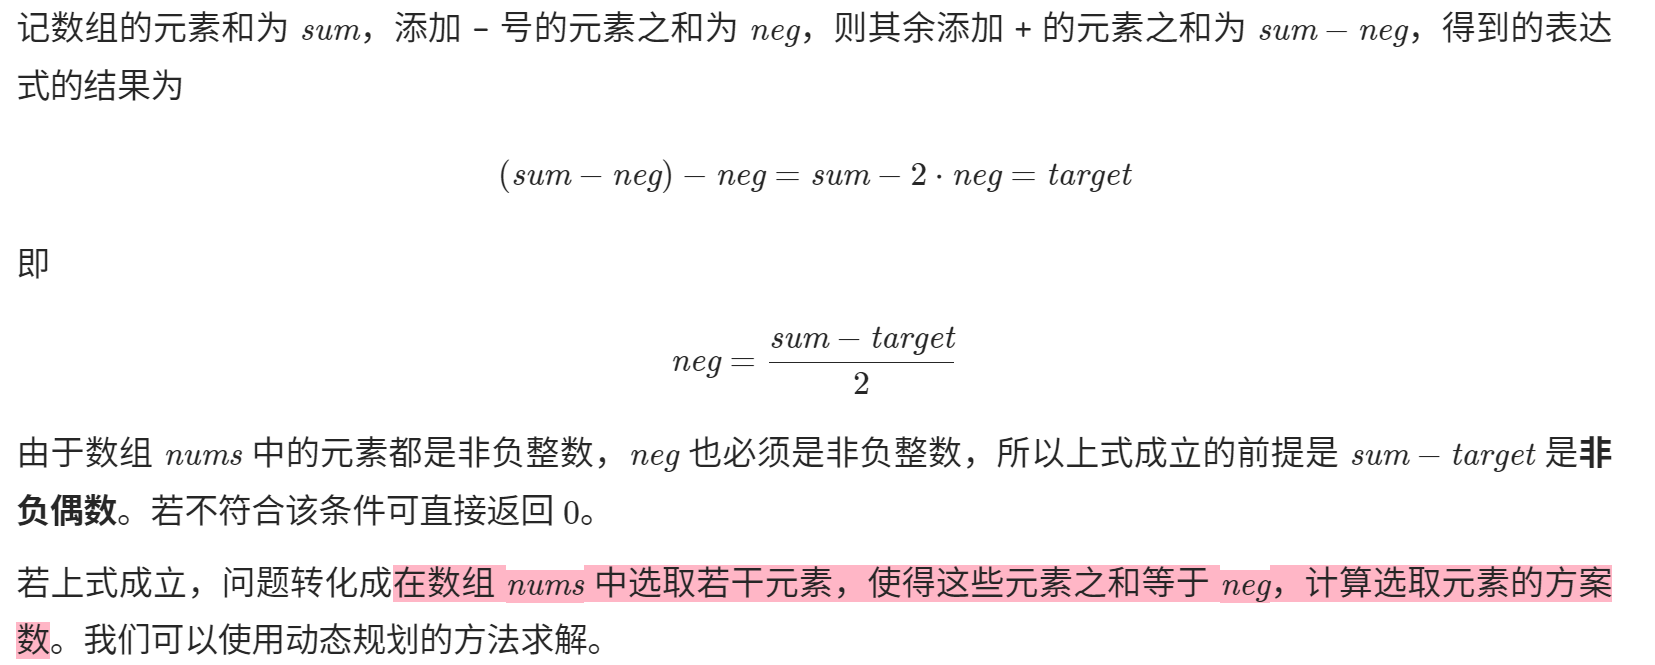 记数组的元素和为 sum，添加 - 号的元素之和为 neg，则其余添加 + 的元素之和为 sum − neg，得到的表达
式的结果为
(sum − neg) − neg = sum − 2 · neg = target
即
neg = \frac{sum − target}{2}
由于数组 nums 中的元素都是非负整数，neg 也必须是非负整数，所以上式成立的前提是 sum − target 是非
负偶数。若不符合该条件可直接返回 0。
若上式成立，问题转化成在数组 nums 中选取若干元素，使得这些元素之和等于 neg，计算选取元素的方案
数。我们可以使用动态规划的方法求解。